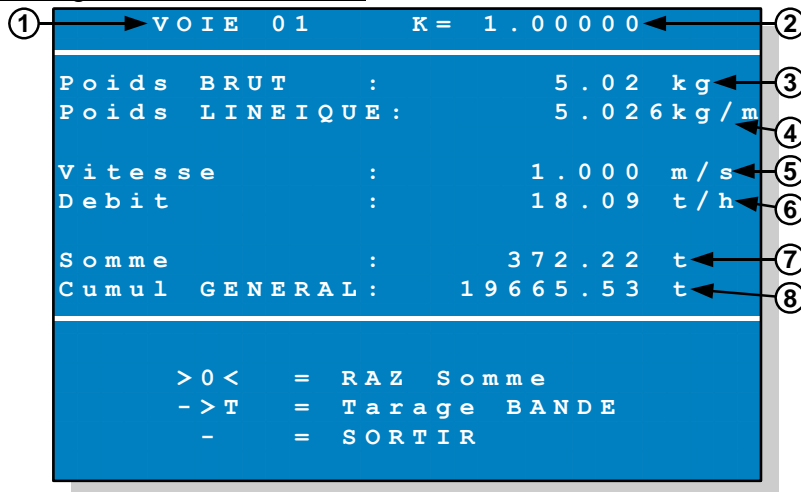 1 VOIE 01 K= 1.00000 2
Poids BRUT : 5.02 kg 3
Poids LINEIQUE: 5.026kg/m 4
Vitesse : 1.000 m/s 5
Debit : 18.09 t/h 6
Somme : 372.22 t 7
Cumul GENERAL: 19665.53 t 8
>0< = RAZ Somme
->T = Tarage BANDE
- = SORTIR